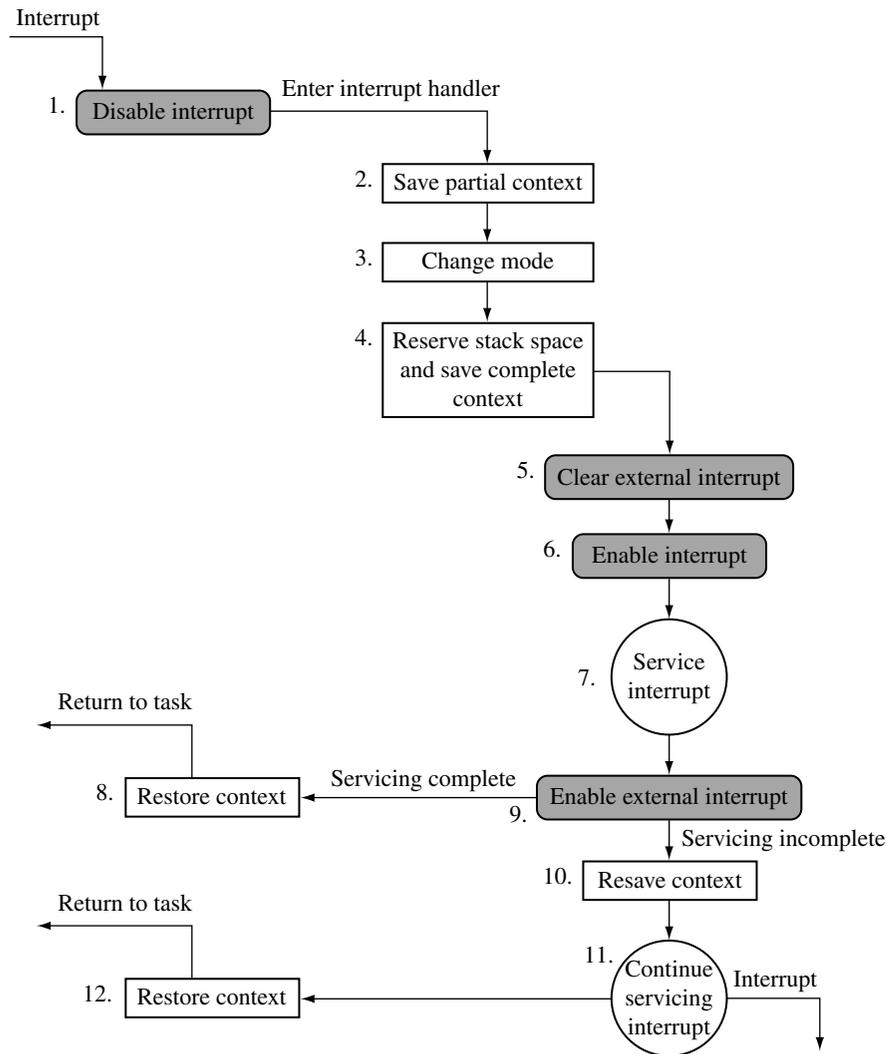 Interrupt
1. Disable interrupt
Enter interrupt handler
2. Save partial context
3. Change mode
4. Reserve stack space
and save complete
context
5. Clear external interrupt
6. Enable interrupt
7. Service
interrupt
Return to task
8. Restore context
Servicing complete
9. Enable external interrupt
Servicing incomplete
10. Resave context
Return to task
11. Continue
servicing
interrupt
Interrupt
12. Restore context